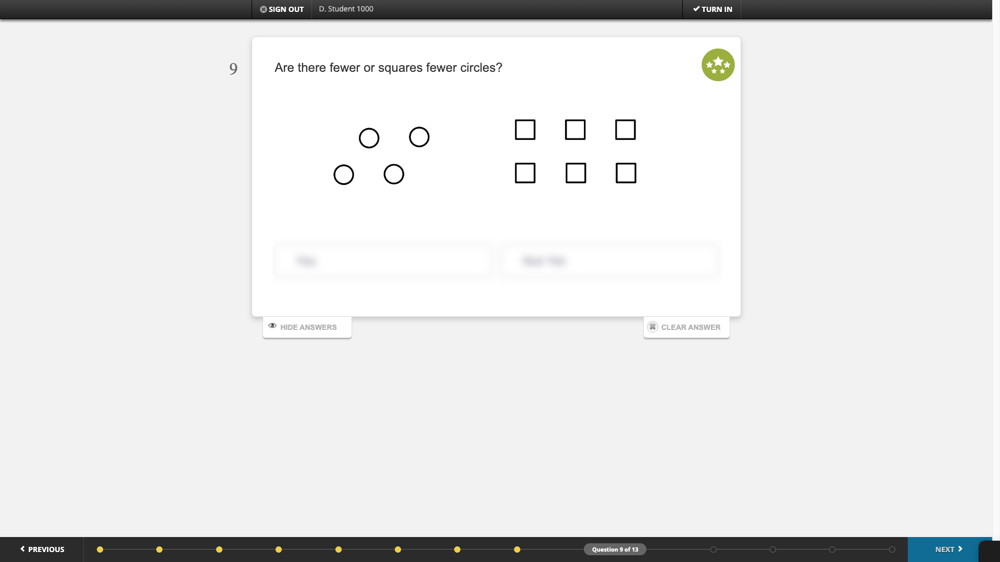 SIGN OUT
D. Student 1000
TURN IN
9
Are there fewer or squares fewer circles?
HIDE ANSWERS
CLEAR ANSWER
PREVIOUS
Question 9 of 13
NEXT